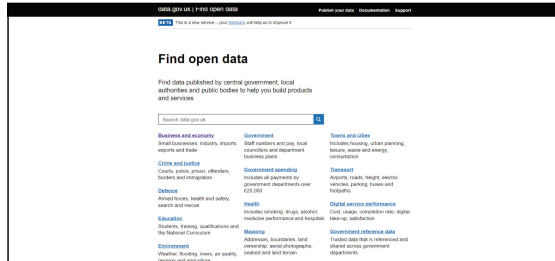 data.gov.uk | Find open data
Publish your data Documentation Support
BETA This is a new service – your feedback will help us to improve it
Find open data
Find data published by central government, local
authorities and public bodies to help you build products
and services
Search data.gov.uk
Business and economy
Small businesses, industry, imports,
exports and trade
Crime and justice
Courts, police, prison, offenders,
borders and immigration
Defence
Armed forces, health and safety,
search and rescue
Education
Students, training, qualifications and
the National Curriculum
Environment
Weather, flooding, rivers, air quality,
geology and agriculture
Government
Staff numbers and pay, local
councillors and department
business plans
Government spending
Includes all payments by
government departments over
£25,000
Health
Includes smoking, drugs, alcohol,
medicine performance and hospitals
Mapping
Addresses, boundaries, land
ownership, aerial photographs,
seabed and land terrain
Towns and cities
Includes housing, urban planning,
leisure, waste and energy,
consumption
Transport
Airports, roads, freight, electric
vehicles, parking, buses and
footpaths
Digital service performance
Cost, usage, completion rate, digital
take-up, satisfaction
Government reference data
Trusted data that is referenced and
shared across government
departments